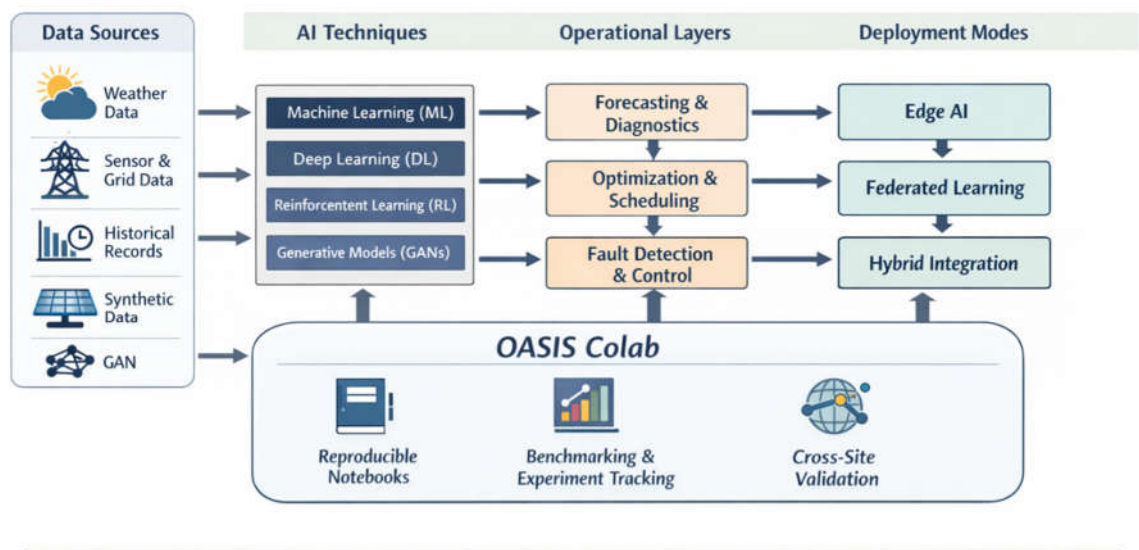 Data Sources
Weather
Data
Sensor &
Grid Data
Historical
Records
Synthetic
Data
GAN
AI Techniques
Operational Layers
Deployment Modes
Machine Learning (ML)
Deep Learning (DL)
Reinforcentent Learning (RL)
Generative Models (GANs)
Forecasting &
Diagnostics
Optimization &
Scheduling
Fault Detection
& Control
Edge AI
Federated Learning
Hybrid Integration
OASIS Colab
Reproducible
Notebooks
Benchmarking &
Experiment Tracking
Cross-Site
Validation